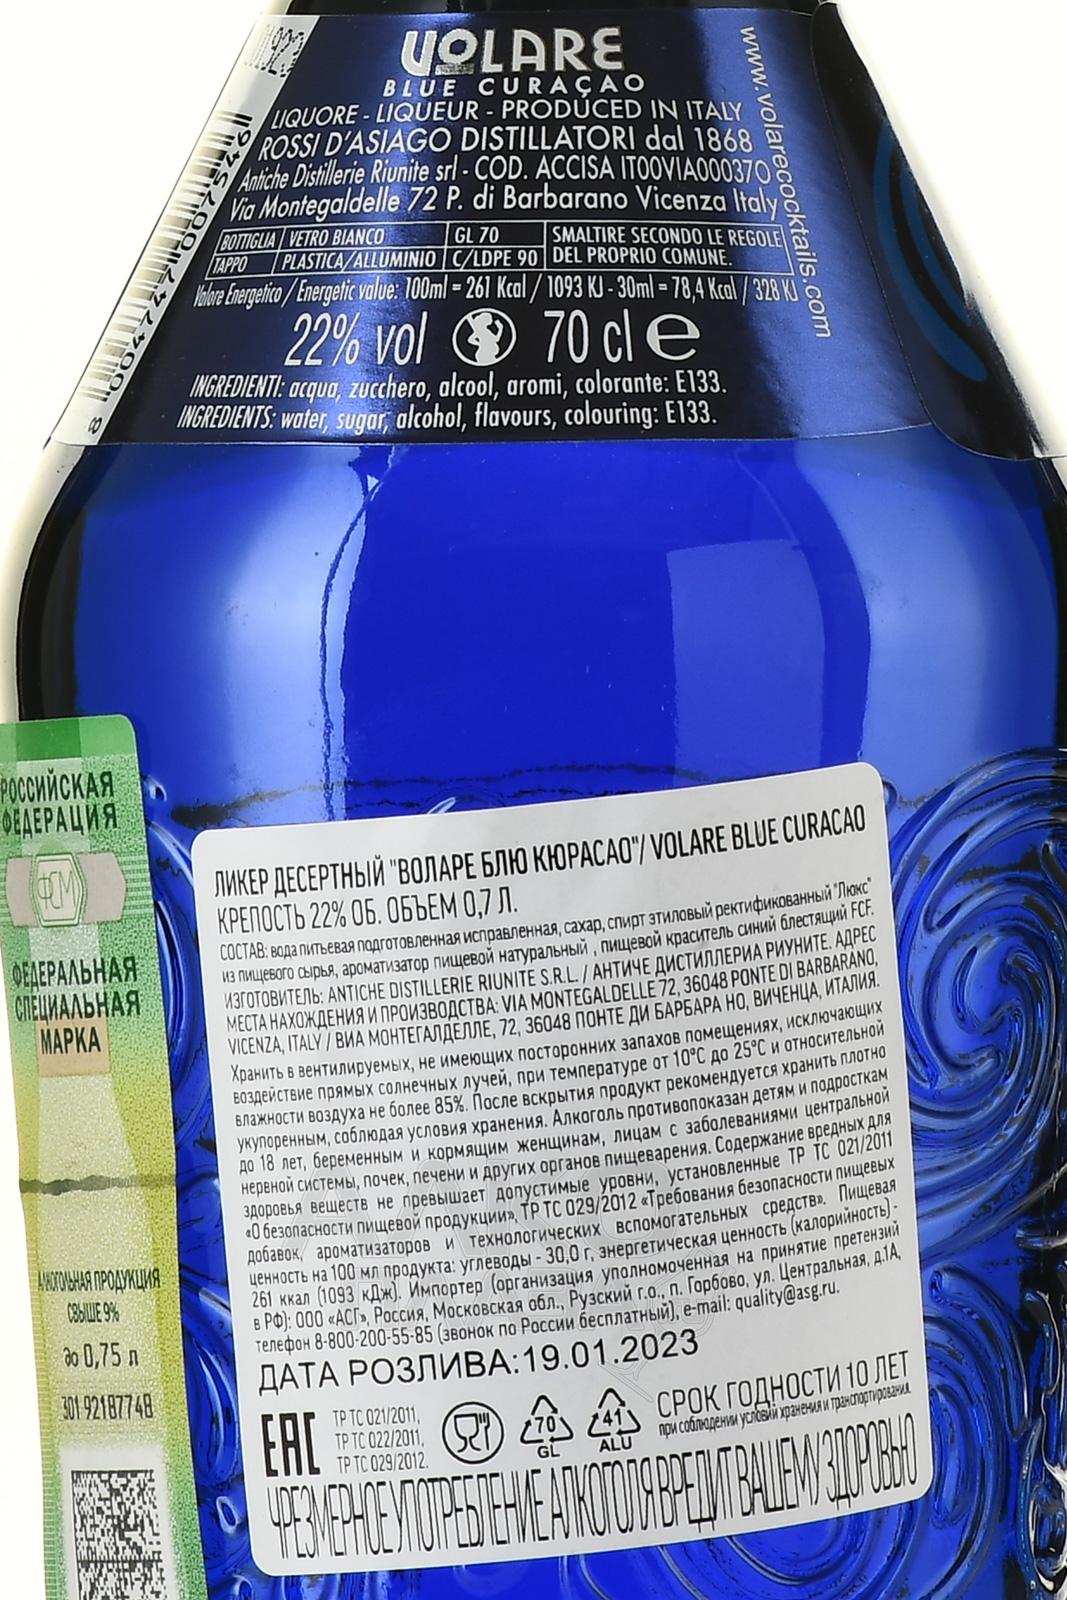 VOLARE
BLUE CURAÇAO
LIQUORE - LIQUEUR - PRODUCED IN ITALY
ROSSI D'ASIAGO DISTILLATORI dal 1868
Antiche Distillerie Riunite srl - COD. ACCISA IT00VIA000370
Via Montegaldelle 72 P. di Barbarano Vicenza Italy
BOTTIGLIA VETRO BIANCO GL 70 SMALTIRE SECONDO LE REGOLE
TAPPO PLASTICA/ALLUMINIO C/LDPE 90 DEL PROPRIO COMUNE.
Valore Energetico / Energetic value: 100ml = 261 Kcal / 1093 KJ - 30ml = 78,4 Kcal / 328 KJ
22% vol 70 cl e
INGREDIENTI: acqua, zucchero, alcool, aromi, colorante: E133.
INGREDIENTS: water, sugar, alcohol, flavours, colouring: E133.
www.volarecocktails.com
8 004747 007546
РОССИЙСКАЯ
ФЕДЕРАЦИЯ
ФСМ
ФЕДЕРАЛЬНАЯ
СПЕЦИАЛЬНАЯ
МАРКА
АЛКОГОЛЬНАЯ ПРОДУКЦИЯ
СВЫШЕ 9%
до 0,75 л
301 92187748
ЛИКЕР ДЕСЕРТНЫЙ "ВОЛАРЕ БЛЮ КЮРАСАО"/ VOLARE BLUE CURACAO
КРЕПОСТЬ 22% ОБ. ОБЪЕМ 0,7 Л.
СОСТАВ: вода питьевая подготовленная исправленная, сахар, спирт этиловый ректификованный "Люкс"
из пищевого сырья, ароматизатор пищевой натуральный , пищевой краситель синий блестящий FCF.
ИЗГОТОВИТЕЛЬ: ANTICHE DISTILLERIE RIUNITE S.R.L. / АНТИЧЕ ДИСТИЛЛЕРИА РИУНИТЕ. АДРЕС
МЕСТА НАХОЖДЕНИЯ И ПРОИЗВОДСТВА: VIA MONTEGALDELLE 72, 36048 PONTE DI BARBARANO,
VICENZA, ITALY / ВИА МОНТЕГАЛДЕЛЛЕ, 72, 36048 ПОНТЕ ДИ БАРБАРА НО, ВИЧЕНЦА, ИТАЛИЯ.
Хранить в вентилируемых, не имеющих посторонних запахов помещениях, исключающих
воздействие прямых солнечных лучей, при температуре от 10°С до 25°С и относительной
влажности воздуха не более 85%. После вскрытия продукт рекомендуется хранить плотно
укупоренным, соблюдая условия хранения. Алкоголь противопоказан детям и подросткам
до 18 лет, беременным и кормящим женщинам, лицам с заболеваниями центральной
нервной системы, почек, печени и других органов пищеварения. Содержание вредных для
здоровья веществ не превышает допустимые уровни, установленные ТР ТС 021/2011
«О безопасности пищевой продукции», ТР ТС 029/2012 «Требования безопасности пищевых
добавок, ароматизаторов и технологических вспомогательных средств». Пищевая
ценность на 100 мл продукта: углеводы - 30,0 г, энергетическая ценность (калорийность) -
261 ккал (1093 кДж). Импортер (организация уполномоченная на принятие претензий
в РФ): ООО «АСГ», Россия, Московская обл., Рузский г.о., п. Горбово, ул. Центральная, д.1А,
телефон 8-800-200-55-85 (звонок по России бесплатный), e-mail: quality@asg.ru.
ДАТА РОЗЛИВА:19.01.2023
EAC
ТР ТС 021/2011,
ТР ТС 022/2011,
ТР ТС 029/2012.
70
GL
41
ALU
СРОК ГОДНОСТИ 10 ЛЕТ
при соблюдении условий хранения и транспортирования.
ЧРЕЗМЕРНОЕ УПОТРЕБЛЕНИЕ АЛКОГОЛЯ ВРЕДИТ ВАШЕМУ ЗДОРОВЬЮ